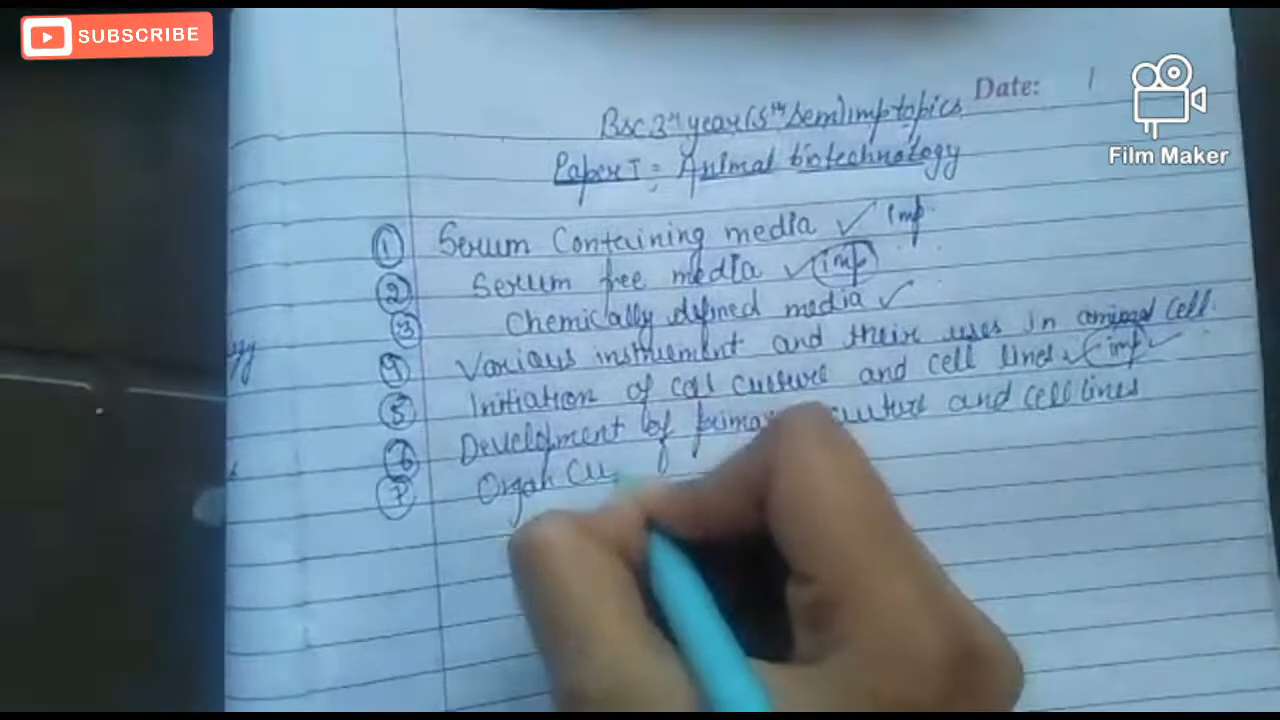 SUBSCRIBE
Date:
Film Maker
Bsc 3rd year (5th sem) imp topics
Paper I : Animal biotechnology
1 Serum Containing media ✓ imp
2 Serum free media ✓ imp
3 Chemically defined media ✓
4 Various instruement and their uses in animal cell.
5 Initiation of cell culture and cell lines ✓ imp ✓
6 Development of primary culture and cell lines
7 Organ Cu